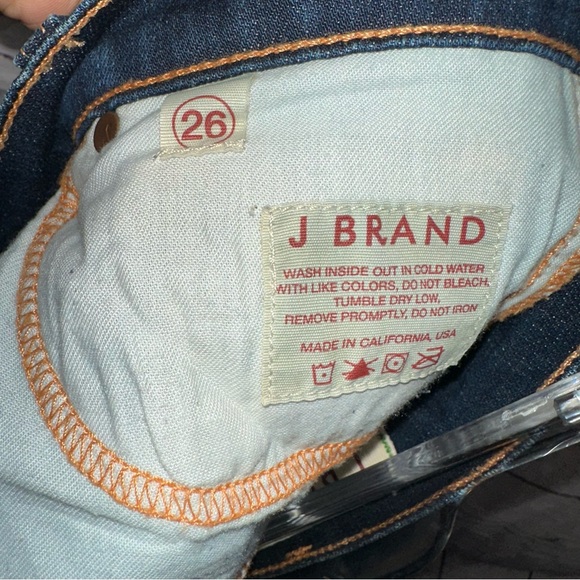 26
J BRAND
WASH INSIDE OUT IN COLD WATER
WITH LIKE COLORS, DO NOT BLEACH,
TUMBLE DRY LOW,
REMOVE PROMPTLY, DO NOT IRON
MADE IN CALIFORNIA, USA